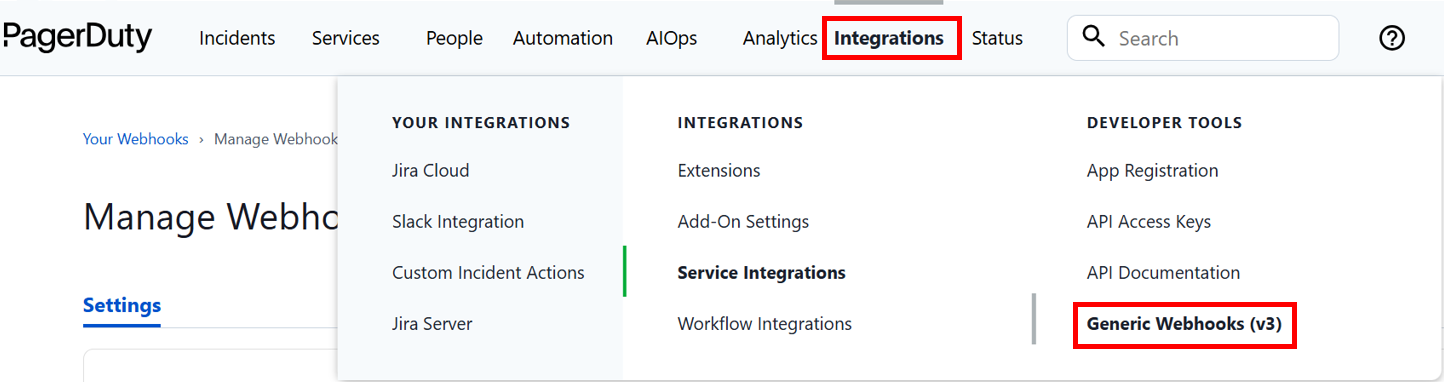 PagerDuty Incidents Services People Automation AIOps Analytics Integrations Status Search
Your Webhooks › Manage Webhook
Manage Webho
Settings
YOUR INTEGRATIONS
Jira Cloud
Slack Integration
Custom Incident Actions
Jira Server
INTEGRATIONS
Extensions
Add-On Settings
Service Integrations
Workflow Integrations
DEVELOPER TOOLS
App Registration
API Access Keys
API Documentation
Generic Webhooks (v3)